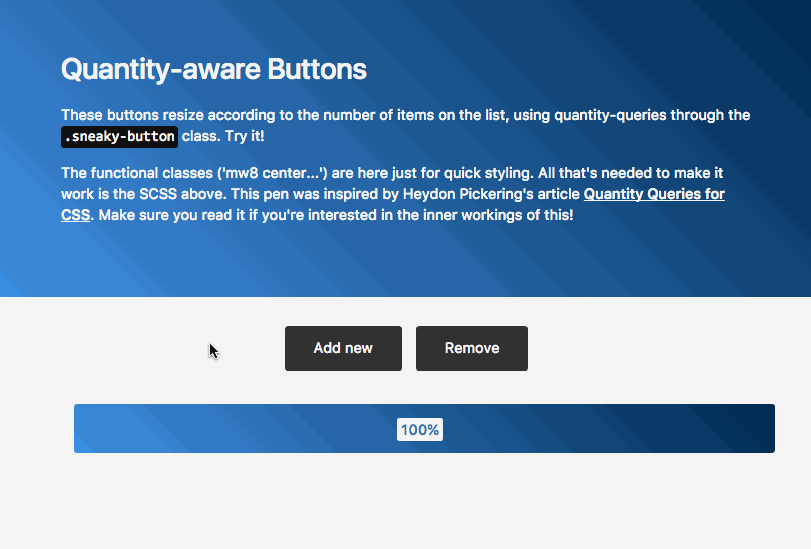 Quantity-aware Buttons
These buttons resize according to the number of items on the list, using quantity-queries through the
.sneaky-button class. Try it!
The functional classes ('mw8 center...') are here just for quick styling. All that's needed to make it
work is the SCSS above. This pen was inspired by Heydon Pickering's article Quantity Queries for
CSS. Make sure you read it if you're interested in the inner workings of this!
Add new Remove
100%